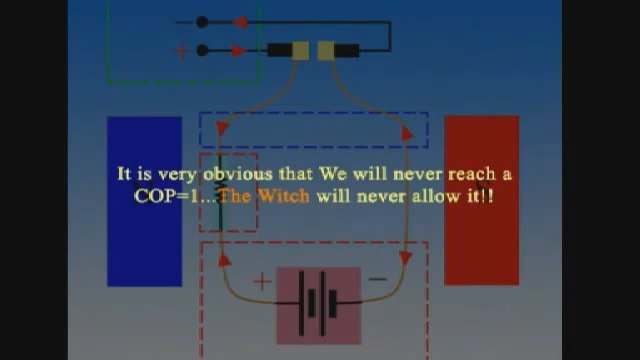 − 
+
It is very obvious that We will never reach a
COP=1...The Witch will never allow it!!
+ −